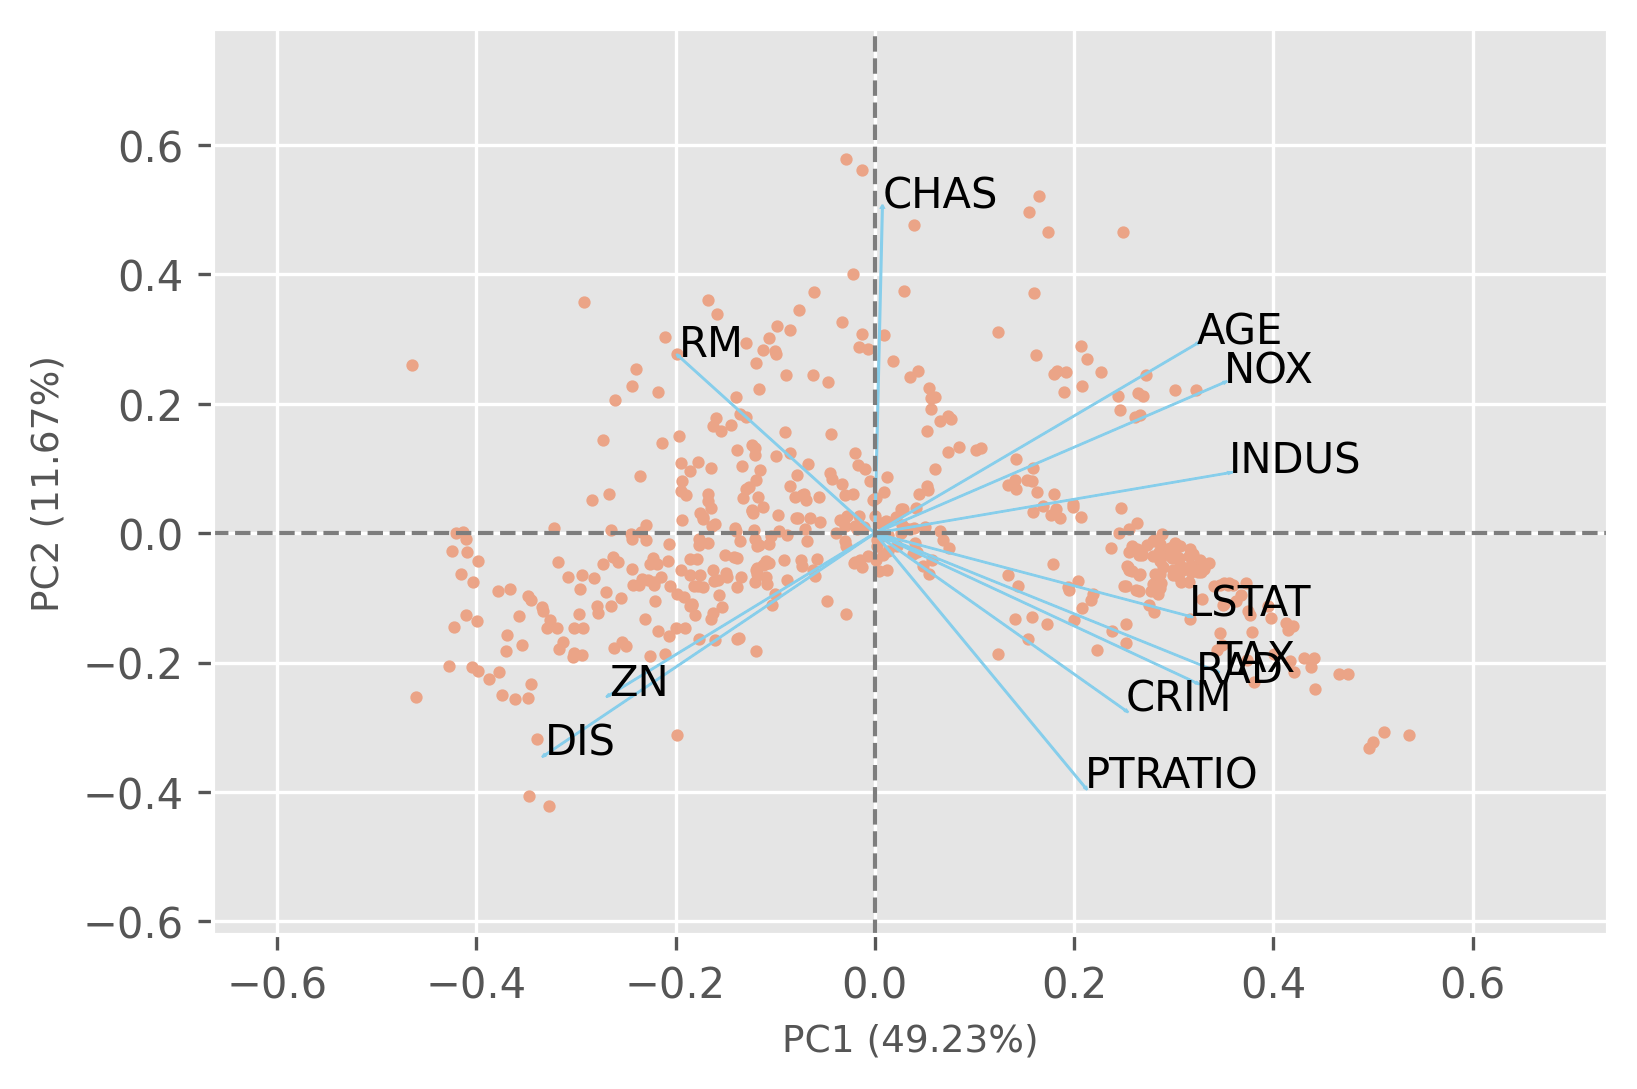 CHAS
AGE
RM
NOX
INDUS
LSTAT
TAX
RAD
ZN
CRIM
DIS
PTRATIO
0.6
0.4
0.2
0.0
−0.2
−0.4
−0.6
PC2 (11.67%)
−0.6 −0.4 −0.2 0.0 0.2 0.4 0.6
PC1 (49.23%)